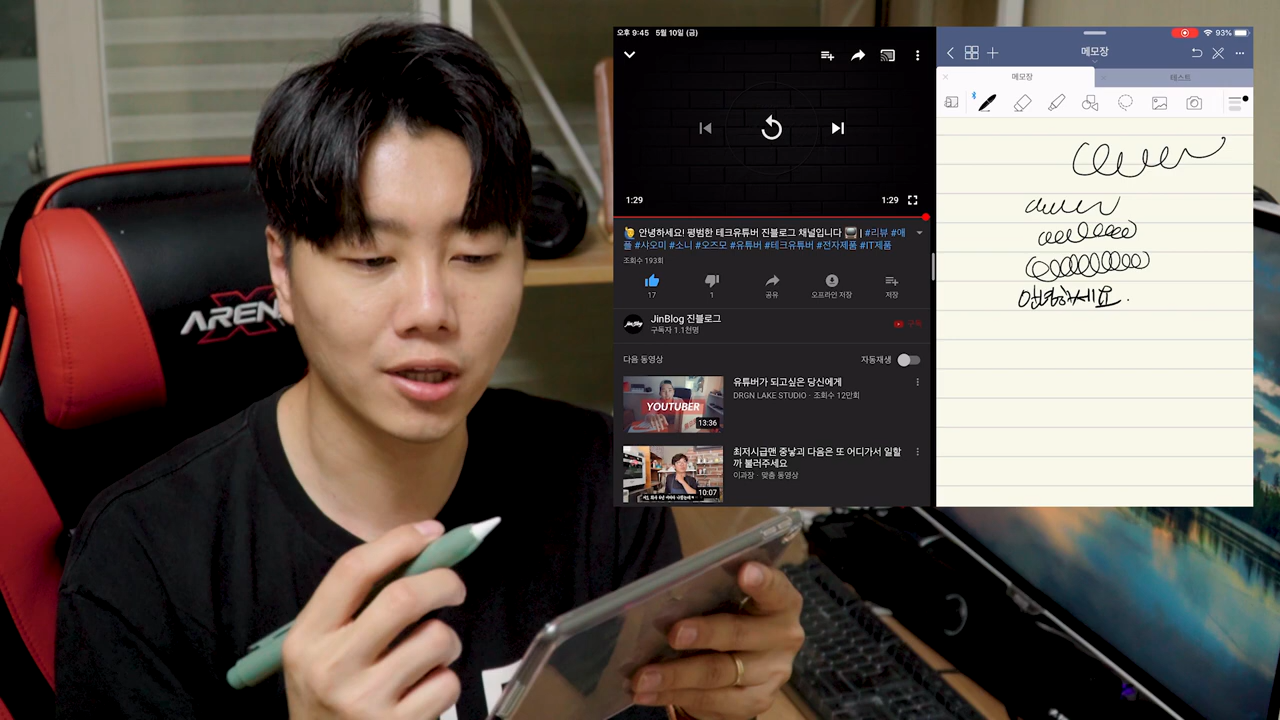 오후 9:45 5월 10일 (금)
93%
1:29
1:29
🙋 안녕하세요! 평범한 테크유튜버 진블로그 채널입니다 📺 | #리뷰 #애
플 #샤오미 #소니 #오즈모 #유튜버 #테크유튜버 #전자제품 #IT제품
조회수 193회
17
1
공유
오프라인 저장
저장
JinBlog 진블로그
구독자 1.1천명
구독
다음 동영상
자동재생
YOUTUBER
13:36
유튜버가 되고싶은 당신에게
DRGN LAKE STUDIO · 조회수 12만회
10:07
최저시급맨 중낳괴 다음은 또 어디가서 일할
까 불러주세요
이과장 · 맞춤 동영상
메모장
메모장
테스트
안녕하세요.
AREN